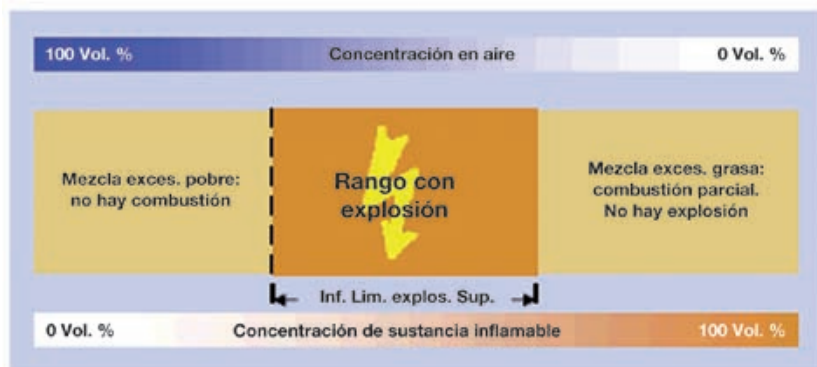 100 Vol. % Concentración en aire 0 Vol. %
Mezcla exces. pobre:
no hay combustión
Rango con
explosión
Mezcla exces. grasa:
combustión parcial.
No hay explosión
Inf. Lim. explos. Sup.
0 Vol. % Concentración de sustancia inflamable 100 Vol. %